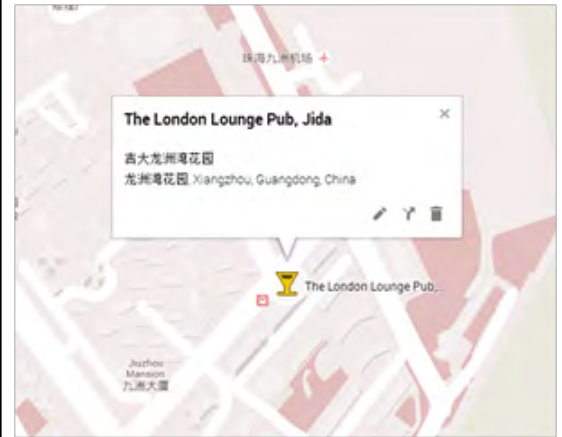 珠海九洲机场
The London Lounge Pub, Jida
吉大龙洲湾花园
龙洲湾花园, Xiangzhou, Guangdong, China
The London Lounge Pub,...
Jiuzhou
Mansion
九洲大厦